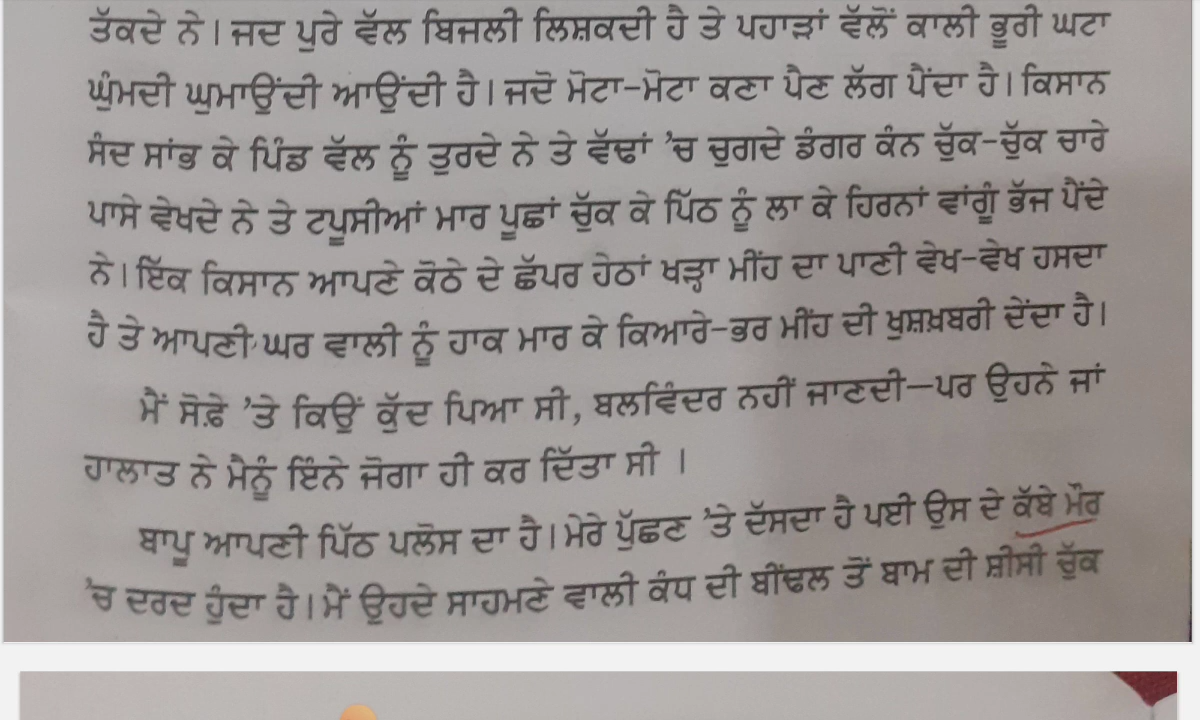 ਤੱਕਦੇ ਨੇ। ਜਦ ਪੁਰੇ ਵੱਲ ਬਿਜਲੀ ਲਿਸ਼ਕਦੀ ਹੈ ਤੇ ਪਹਾੜਾਂ ਵੱਲੋਂ ਕਾਲੀ ਭੂਰੀ ਘਟਾ
ਘੁੰਮਦੀ ਘੁਮਾਉਂਦੀ ਆਉਂਦੀ ਹੈ। ਜਦੋ ਮੋਟਾ-ਮੋਟਾ ਕਣਾ ਪੈਣ ਲੱਗ ਪੈਂਦਾ ਹੈ। ਕਿਸਾਨ
ਸੰਦ ਸਾਂਭ ਕੇ ਪਿੰਡ ਵੱਲ ਨੂੰ ਤੁਰਦੇ ਨੇ ਤੇ ਵੱਢਾਂ ’ਚ ਚੁਗਦੇ ਡੰਗਰ ਕੰਨ ਚੁੱਕ-ਚੁੱਕ ਚਾਰੇ
ਪਾਸੇ ਵੇਖਦੇ ਨੇ ਤੇ ਟਪੂਸੀਆਂ ਮਾਰ ਪੂਛਾਂ ਚੁੱਕ ਕੇ ਪਿੱਠ ਨੂੰ ਲਾ ਕੇ ਹਿਰਨਾਂ ਵਾਂਗੂੰ ਭੱਜ ਪੈਂਦੇ
ਨੇ। ਇੱਕ ਕਿਸਾਨ ਆਪਣੇ ਕੋਠੇ ਦੇ ਛੱਪਰ ਹੇਠਾਂ ਖੜ੍ਹਾ ਮੀਂਹ ਦਾ ਪਾਣੀ ਵੇਖ-ਵੇਖ ਹਸਦਾ
ਹੈ ਤੇ ਆਪਣੀ ਘਰ ਵਾਲੀ ਨੂੰ ਹਾਕ ਮਾਰ ਕੇ ਕਿਆਰੇ-ਭਰ ਮੀਂਹ ਦੀ ਖੁਸ਼ਖ਼ਬਰੀ ਦੇਂਦਾ ਹੈ।
ਮੈਂ ਸੋਫ਼ੇ ’ਤੇ ਕਿਉਂ ਕੁੱਦ ਪਿਆ ਸੀ, ਬਲਵਿੰਦਰ ਨਹੀਂ ਜਾਣਦੀ—ਪਰ ਉਹਨੇ ਜਾਂ
ਹਾਲਾਤ ਨੇ ਮੈਨੂੰ ਇੰਨੇ ਜੋਗਾ ਹੀ ਕਰ ਦਿੱਤਾ ਸੀ ।
ਬਾਪੂ ਆਪਣੀ ਪਿੱਠ ਪਲੋਸ ਦਾ ਹੈ। ਮੇਰੇ ਪੁੱਛਣ ’ਤੇ ਦੱਸਦਾ ਹੈ ਪਈ ਉਸ ਦੇ ਕੱਬੇ ਮੌਰ
’ਚ ਦਰਦ ਹੁੰਦਾ ਹੈ। ਮੈਂ ਉਹਦੇ ਸਾਹਮਣੇ ਵਾਲੀ ਕੰਧ ਦੀ ਬੀਂਢਲ ਤੋਂ ਬਾਮ ਦੀ ਸ਼ੀਸੀ ਚੁੱਕ